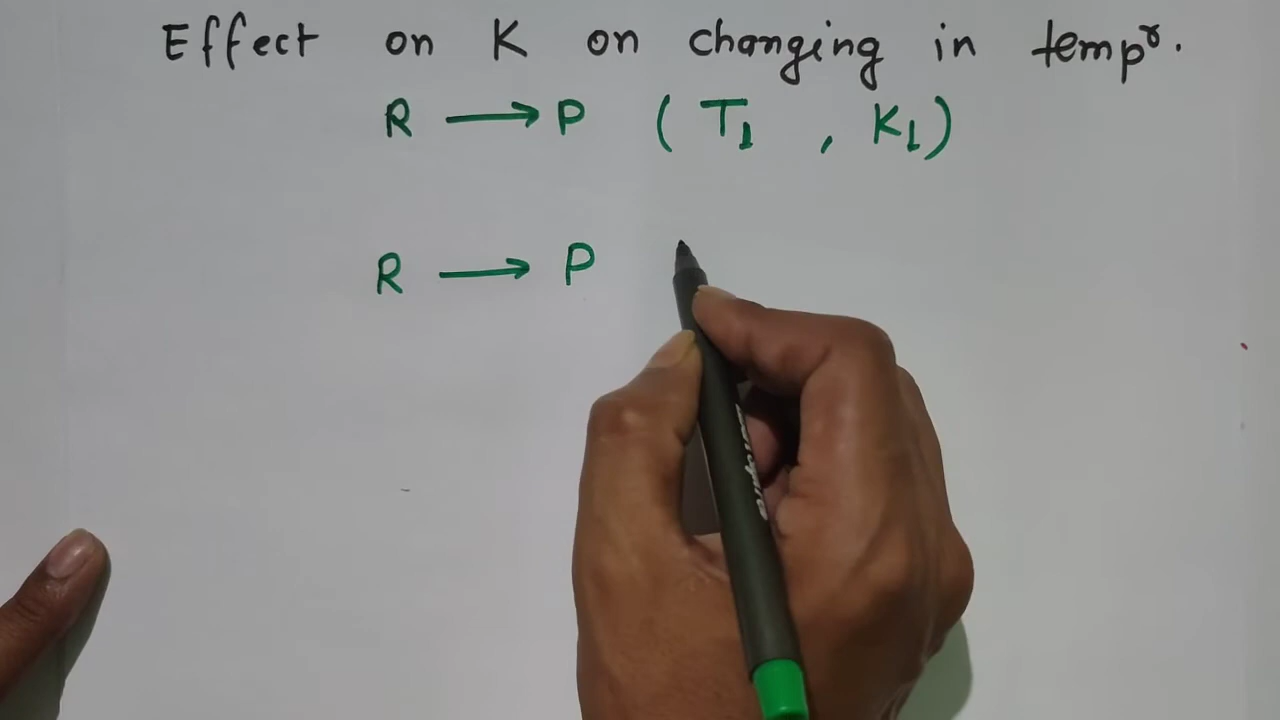 Effect on K on changing in tempr.
R → P (T1 , K1)
R → P